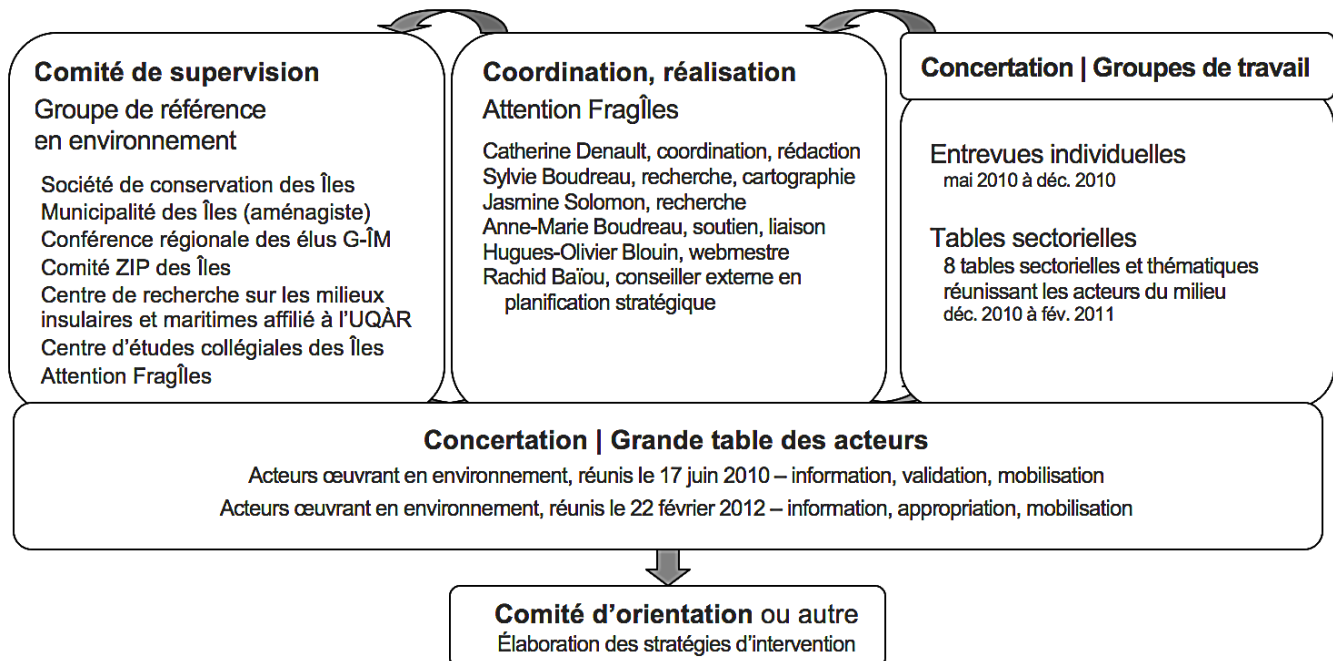 Comité de supervision
Groupe de référence
en environnement
Société de conservation des Îles
Municipalité des Îles (aménagiste)
Conférence régionale des élus G-ÎM
Comité ZIP des Îles
Centre de recherche sur les milieux
insulaires et maritimes affilié à l'UQÀR
Centre d'études collégiales des Îles
Attention FragÎles
Coordination, réalisation
Attention FragÎles
Catherine Denault, coordination, rédaction
Sylvie Boudreau, recherche, cartographie
Jasmine Solomon, recherche
Anne-Marie Boudreau, soutien, liaison
Hugues-Olivier Blouin, webmestre
Rachid Baïou, conseiller externe en
planification stratégique
Concertation | Groupes de travail
Entrevues individuelles
mai 2010 à déc. 2010
Tables sectorielles
8 tables sectorielles et thématiques
réunissant les acteurs du milieu
déc. 2010 à fév. 2011
Concertation | Grande table des acteurs
Acteurs œuvrant en environnement, réunis le 17 juin 2010 – information, validation, mobilisation
Acteurs œuvrant en environnement, réunis le 22 février 2012 – information, appropriation, mobilisation
Comité d'orientation ou autre
Élaboration des stratégies d'intervention